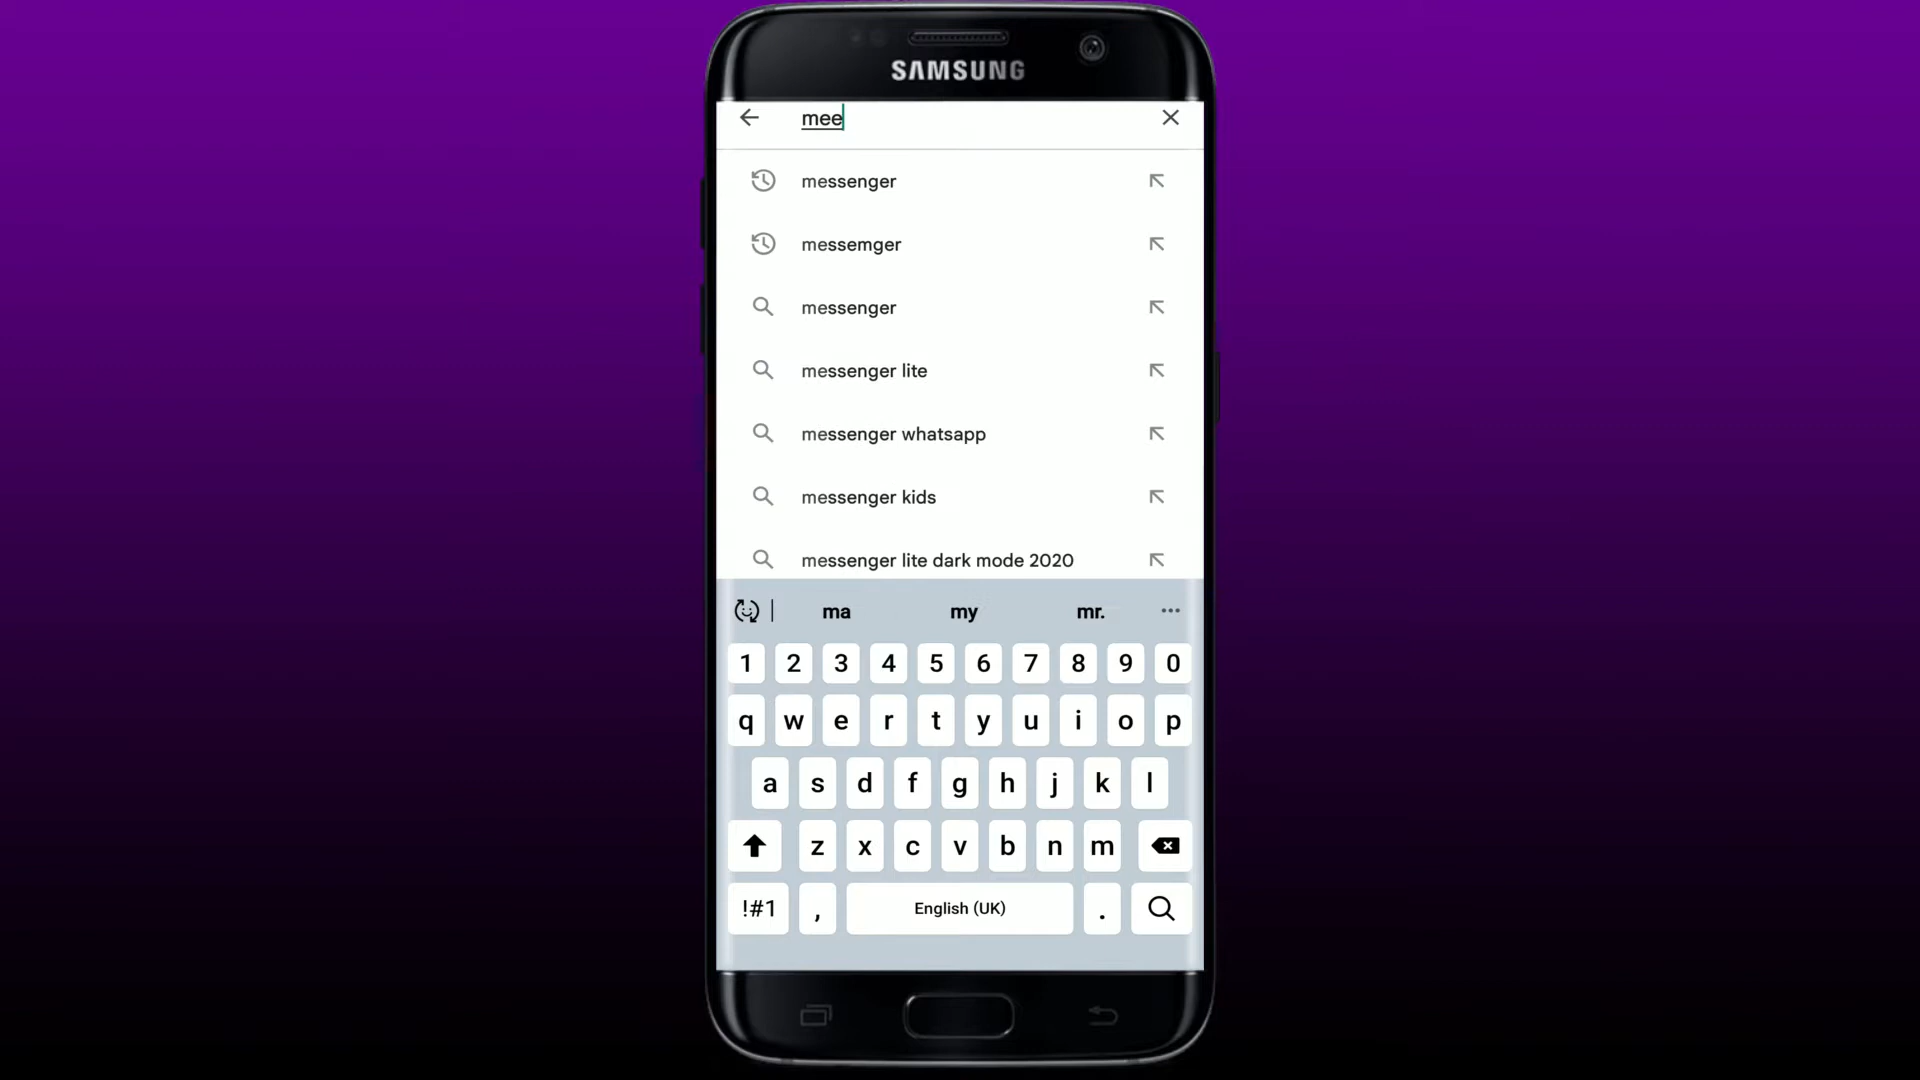 SAMSUNG
mee
messenger
messemger
messenger
messenger lite
messenger whatsapp
messenger kids
messenger lite dark mode 2020
ma my mr.
1 2 3 4 5 6 7 8 9 0
q w e r t y u i o p
a s d f g h j k l
z x c v b n m
!#1 , English (UK) .